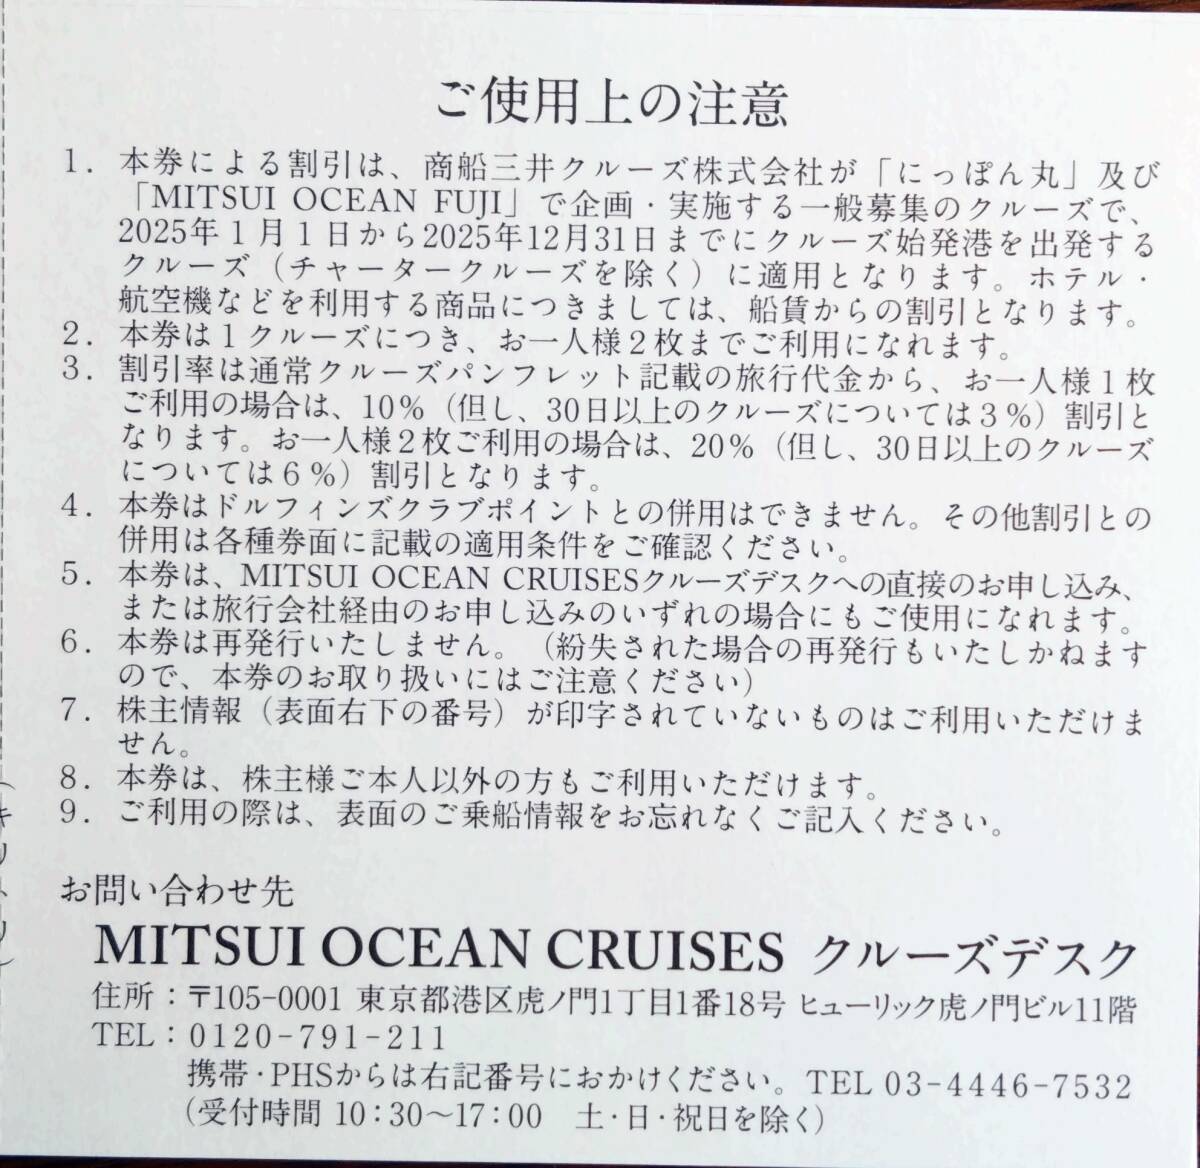 ご使用上の注意
1. 本券による割引は、商船三井クルーズ株式会社が「にっぽん丸」及び
「MITSUI OCEAN FUJI」で企画・実施する一般募集のクルーズで、
2025年1月1日から2025年12月31日までにクルーズ始発港を出発する
クルーズ（チャータークルーズを除く）に適用となります。ホテル・
航空機などを利用する商品につきましては、船賃からの割引となります。
2. 本券は1クルーズにつき、お一人様2枚までご利用になれます。
3. 割引率は通常クルーズパンフレット記載の旅行代金から、お一人様1枚
ご利用の場合は、10%（但し、30日以上のクルーズについては3%）割引と
なります。お一人様2枚ご利用の場合は、20%（但し、30日以上のクルーズ
については6%）割引となります。
4. 本券はドルフィンズクラブポイントとの併用はできません。その他割引との
併用は各種券面に記載の適用条件をご確認ください。
5. 本券は、MITSUI OCEAN CRUISESクルーズデスクへの直接のお申し込み、
または旅行会社経由のお申し込みのいずれの場合にもご使用になれます。
6. 本券は再発行いたしません。（紛失された場合の再発行もいたしかねます
ので、本券のお取り扱いにはご注意ください）
7. 株主情報（表面右下の番号）が印字されていないものはご利用いただけま
せん。
8. 本券は、株主様ご本人以外の方もご利用いただけます。
9. ご利用の際は、表面のご乗船情報をお忘れなくご記入ください。
お問い合わせ先
MITSUI OCEAN CRUISES クルーズデスク
住所：〒105-0001 東京都港区虎ノ門1丁目1番18号 ヒューリック虎ノ門ビル11階
TEL：0120-791-211
携帯・PHSからは右記番号におかけください。TEL 03-4446-7532
（受付時間 10：30〜17：00 土・日・祝日を除く）